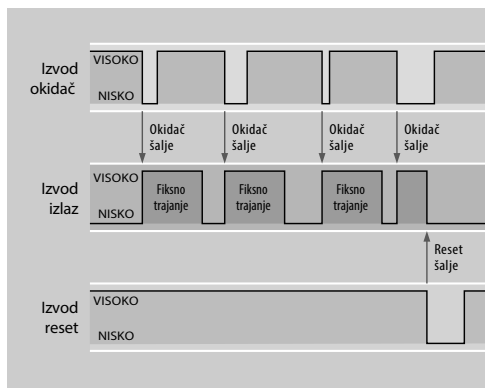 Izvod
okidač
VISOKO
NISKO
Okidač
šalje
Okidač
šalje
Okidač
šalje
Okidač
šalje
Izvod
izlaz
VISOKO
NISKO
Fiksno
trajanje
Fiksno
trajanje
Fiksno
trajanje
Reset
šalje
Izvod
reset
VISOKO
NISKO